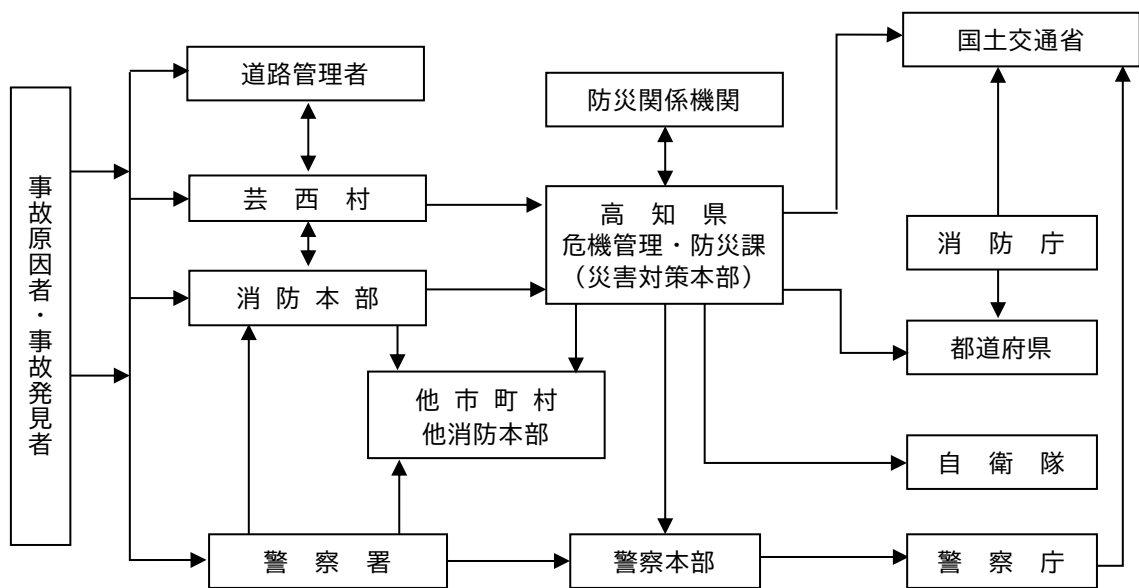 事故原因者・事故発見者
道路管理者
芸　西　村
消 防 本 部
警　察　署
防災関係機関
高　知　県
危機管理・防災課
（災害対策本部）
他 市 町 村
他消防本部
警察本部
国土交通省
消　防　庁
都道府県
自　衛　隊
警　察　庁